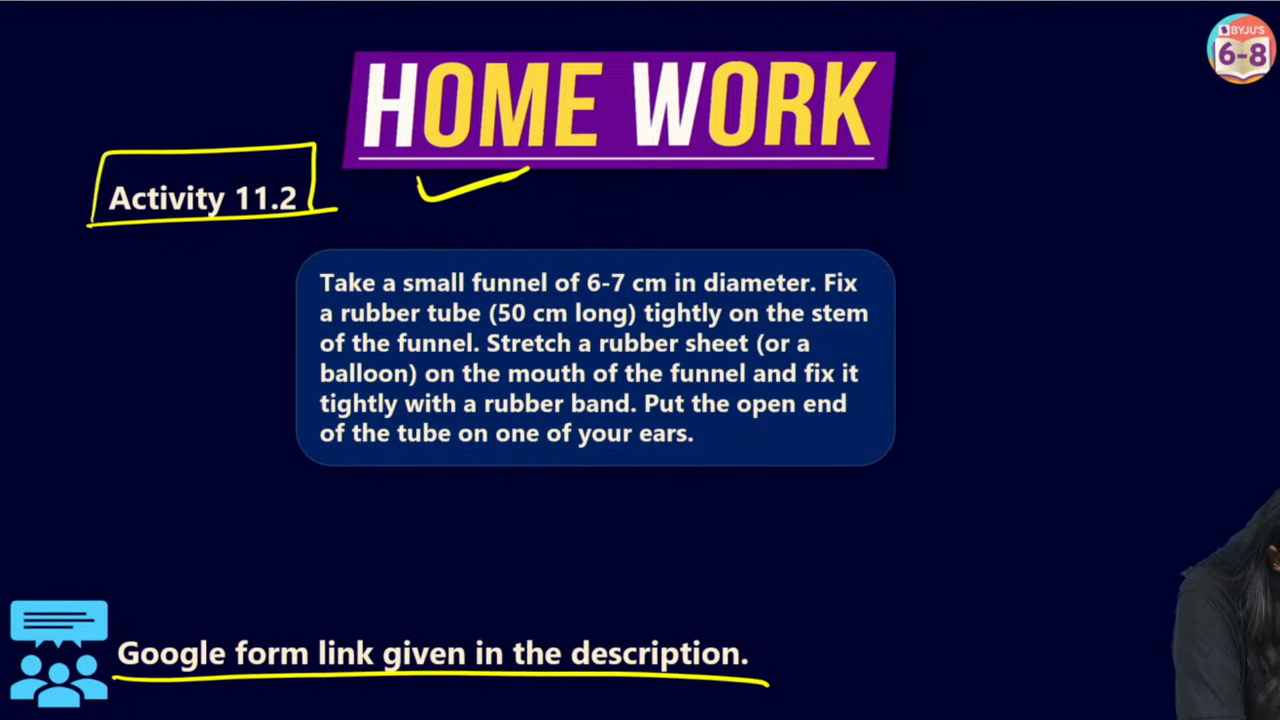 BYJU'S
6-8
HOME WORK
Activity 11.2
Take a small funnel of 6-7 cm in diameter. Fix
a rubber tube (50 cm long) tightly on the stem
of the funnel. Stretch a rubber sheet (or a
balloon) on the mouth of the funnel and fix it
tightly with a rubber band. Put the open end
of the tube on one of your ears.
Google form link given in the description.